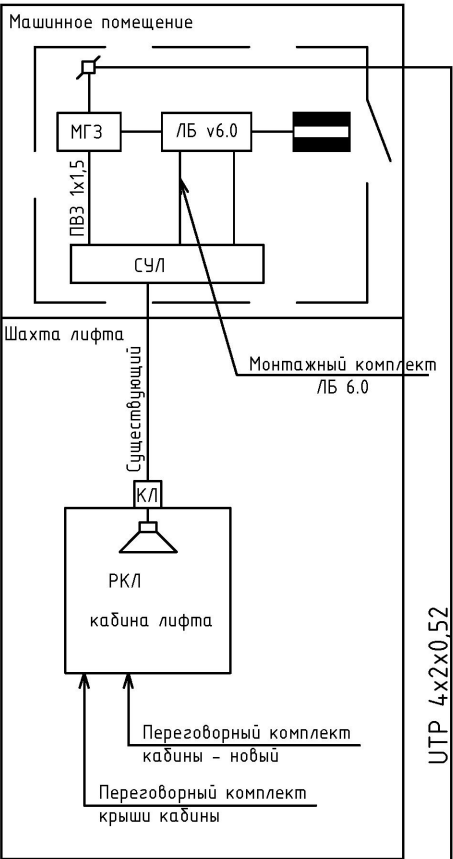 Машинное помещение
МГЗ
ЛБ v6.0
ПВЗ 1х1,5
СУЛ
Шахта лифта
Существующий
Монтажный комплект
ЛБ 6.0
КЛ
РКЛ
кабина лифта
UTP 4х2х0,52
Переговорный комплект
кабины - новый
Переговорный комплект
крыши кабины